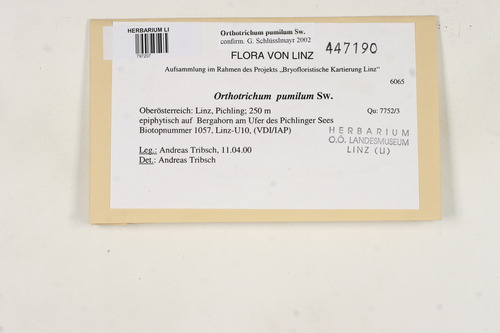 HERBARIUM LI
797207
Orthotrichum pumilum Sw.
confirm. G. Schlüsslmayr 2002
447190
FLORA VON LINZ
Aufsammlung im Rahmen des Projekts „Bryofloristische Kartierung Linz"
6065
Orthotrichum pumilum Sw.
Oberösterreich: Linz, Pichling; 250 m
Qu: 7752/3
epiphytisch auf Bergahorn am Ufer des Pichlinger Sees
Biotopnummer 1057, Linz-U10, (VDI/IAP)
HERBARIUM
O.Ö. LANDESMUSEUM
LINZ (LI)
Leg.: Andreas Tribsch, 11.04.00
Det.: Andreas Tribsch